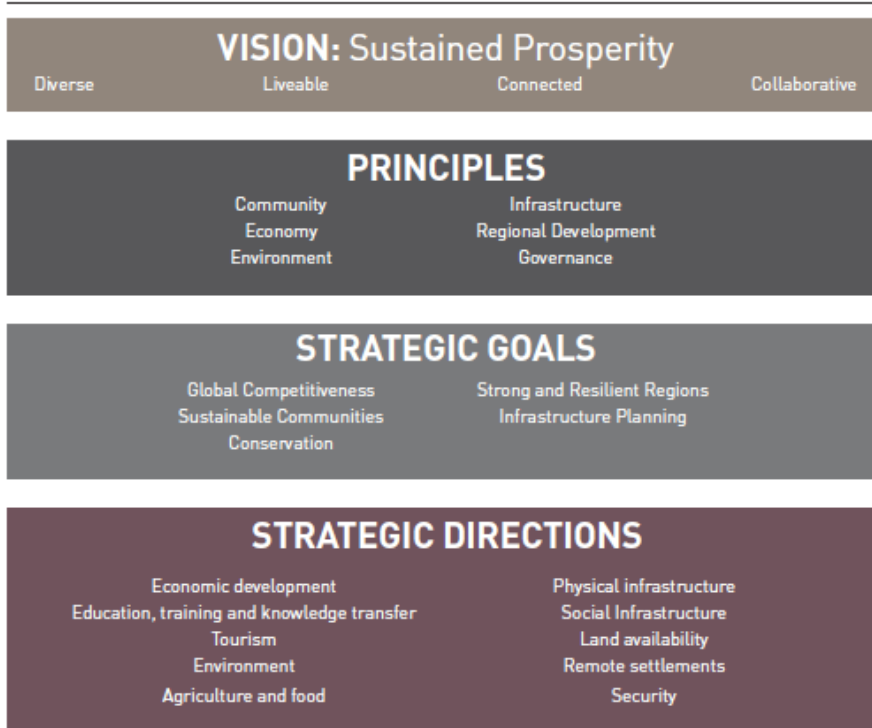 VISION: Sustained Prosperity
Diverse Liveable Connected Collaborative
PRINCIPLES
Community Infrastructure
Economy Regional Development
Environment Governance
STRATEGIC GOALS
Global Competitiveness Strong and Resilient Regions
Sustainable Communities Infrastructure Planning
Conservation
STRATEGIC DIRECTIONS
Economic development Physical infrastructure
Education, training and knowledge transfer Social Infrastructure
Tourism Land availability
Environment Remote settlements
Agriculture and food Security